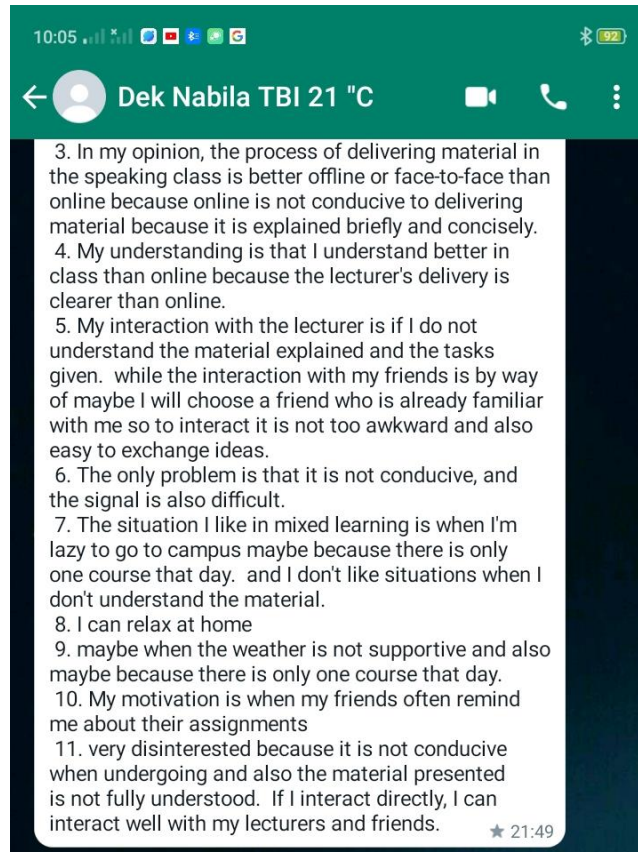 10:05
92
Dek Nabila TBI 21 "C
3. In my opinion, the process of delivering material in
the speaking class is better offline or face-to-face than
online because online is not conducive to delivering
material because it is explained briefly and concisely.
4. My understanding is that I understand better in
class than online because the lecturer's delivery is
clearer than online.
5. My interaction with the lecturer is if I do not
understand the material explained and the tasks
given.  while the interaction with my friends is by way
of maybe I will choose a friend who is already familiar
with me so to interact it is not too awkward and also
easy to exchange ideas.
6. The only problem is that it is not conducive, and
the signal is also difficult.
7. The situation I like in mixed learning is when I'm
lazy to go to campus maybe because there is only
one course that day.  and I don't like situations when I
don't understand the material.
8. I can relax at home
9. maybe when the weather is not supportive and also
maybe because there is only one course that day.
10. My motivation is when my friends often remind
me about their assignments
11. very disinterested because it is not conducive
when undergoing and also the material presented
is not fully understood.  If I interact directly, I can
interact well with my lecturers and friends.
21:49